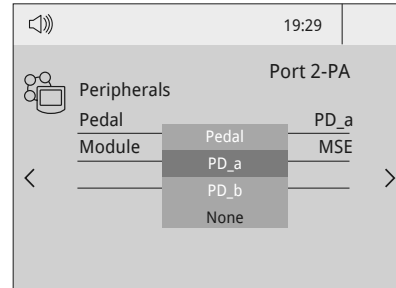 19:29
Port 2-PA
Peripherals
Pedal PD_a
Module MSE
Pedal
PD_a
PD_b
None